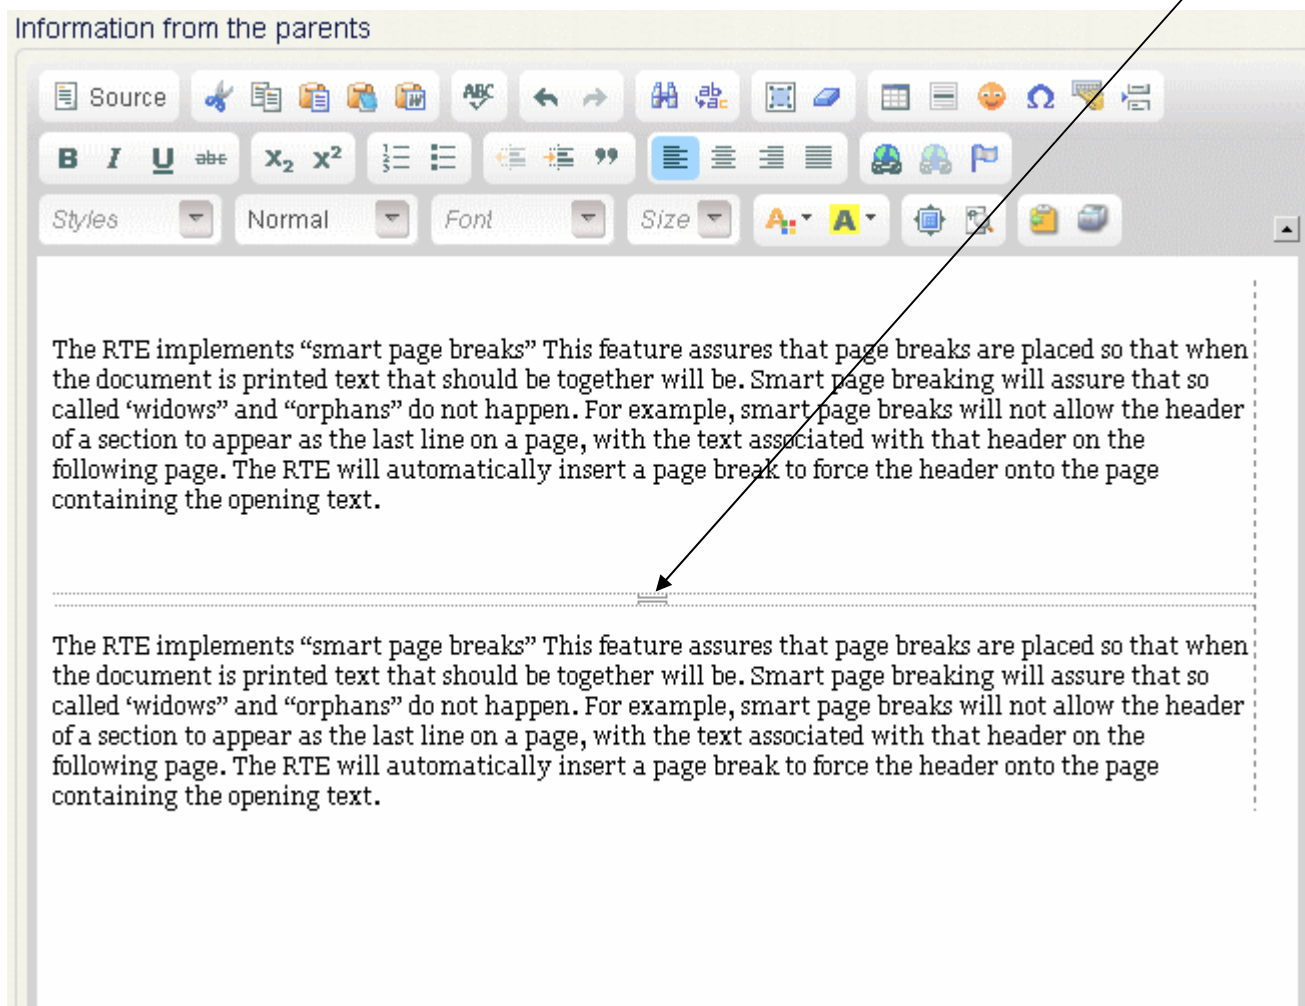 Information from the parents
Source ABC ab ac
B I U abc X₂ X² 1 2 3
Styles Normal Font Size A A
The RTE implements “smart page breaks” This feature assures that page breaks are placed so that when
the document is printed text that should be together will be. Smart page breaking will assure that so
called ‘widows” and “orphans” do not happen. For example, smart page breaks will not allow the header
of a section to appear as the last line on a page, with the text associated with that header on the
following page. The RTE will automatically insert a page break to force the header onto the page
containing the opening text.
The RTE implements “smart page breaks” This feature assures that page breaks are placed so that when
the document is printed text that should be together will be. Smart page breaking will assure that so
called ‘widows” and “orphans” do not happen. For example, smart page breaks will not allow the header
of a section to appear as the last line on a page, with the text associated with that header on the
following page. The RTE will automatically insert a page break to force the header onto the page
containing the opening text.